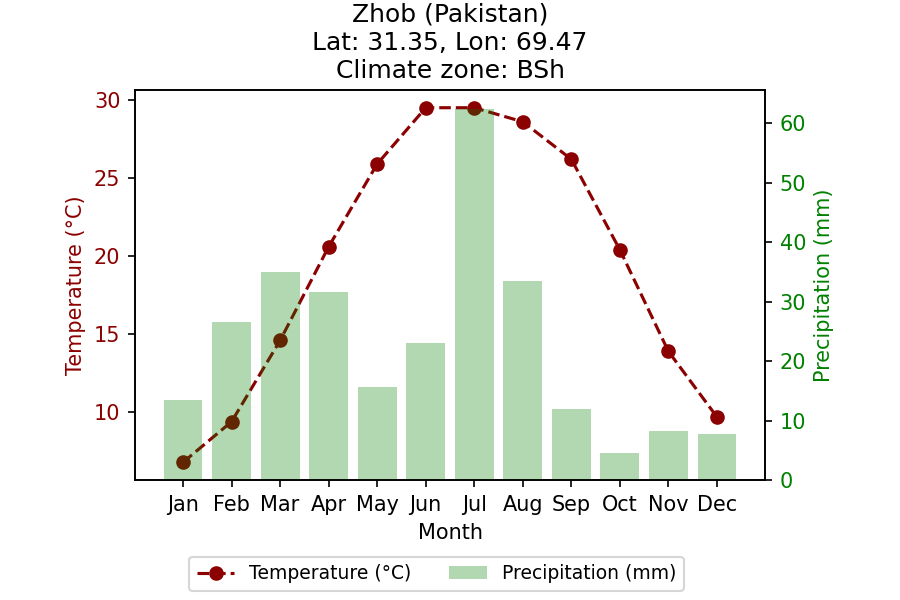 Zhob (Pakistan)
Lat: 31.35, Lon: 69.47
Climate zone: BSh
Temperature (°C)
30
25
20
15
10
Precipitation (mm)
60
50
40
30
20
10
0
Jan Feb Mar Apr May Jun Jul Aug Sep Oct Nov Dec
Month
Temperature (°C) Precipitation (mm)